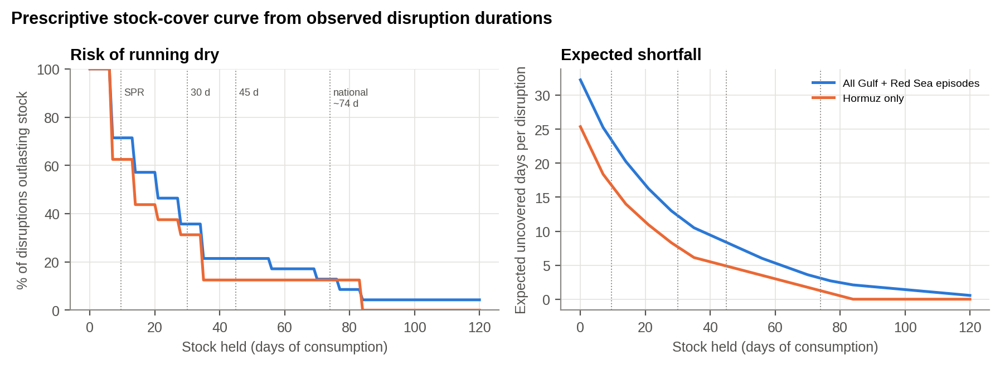 Prescriptive stock-cover curve from observed disruption durations
Risk of running dry
% of disruptions outlasting stock
100
80
60
40
20
0
SPR
30 d
45 d
national
~74 d
0
20
40
60
80
100
120
Stock held (days of consumption)
Expected shortfall
Expected uncovered days per disruption
30
25
20
15
10
5
0
All Gulf + Red Sea episodes
Hormuz only
0
20
40
60
80
100
120
Stock held (days of consumption)